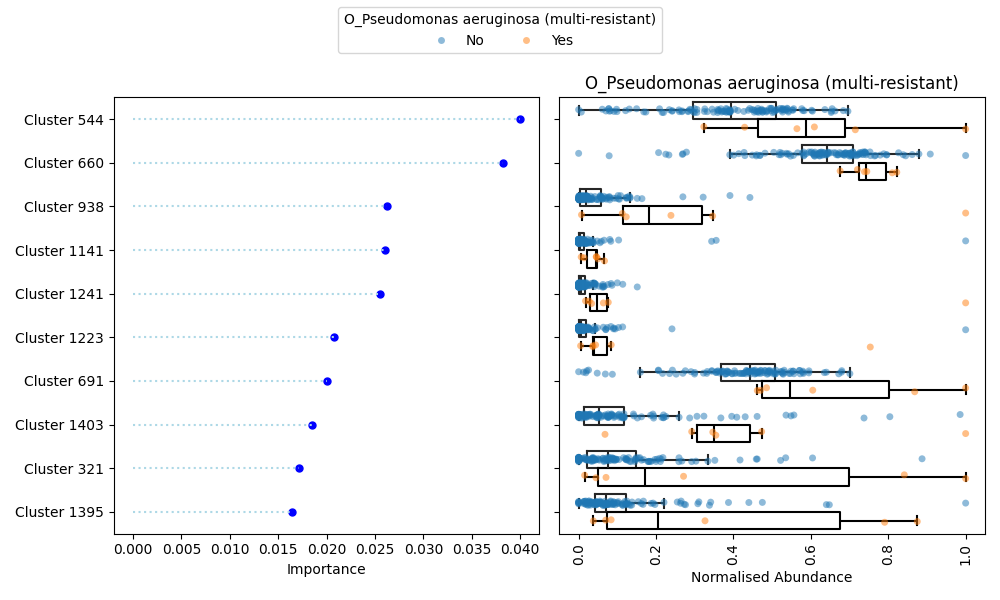 O_Pseudomonas aeruginosa (multi-resistant)
No Yes
O_Pseudomonas aeruginosa (multi-resistant)
Cluster 544
Cluster 660
Cluster 938
Cluster 1141
Cluster 1241
Cluster 1223
Cluster 691
Cluster 1403
Cluster 321
Cluster 1395
0.000 0.005 0.010 0.015 0.020 0.025 0.030 0.035 0.040
Importance
0.0 0.2 0.4 0.6 0.8 1.0
Normalised Abundance